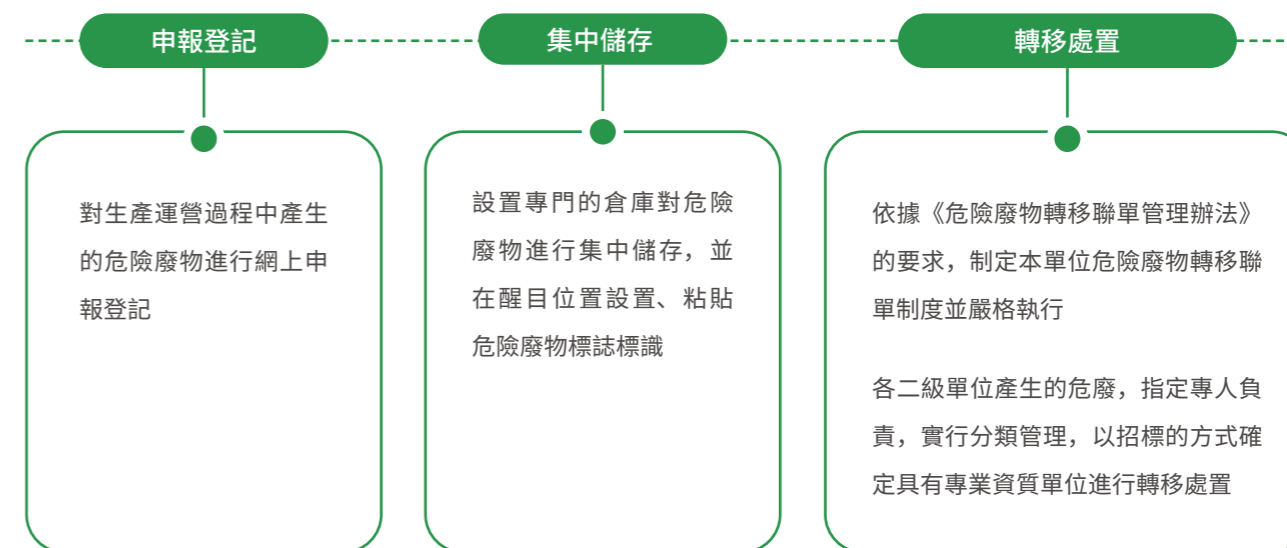 申報登記
對生產運營過程中產生
的危險廢物進行網上申
報登記
集中儲存
設置專門的倉庫對危險
廢物進行集中儲存，並
在醒目位置設置、粘貼
危險廢物標誌標識
轉移處置
依據《危險廢物轉移聯單管理辦法》
的要求，制定本單位危險廢物轉移聯
單制度並嚴格執行
各二級單位產生的危廢，指定專人負
責，實行分類管理，以招標的方式確
定具有專業資質單位進行轉移處置